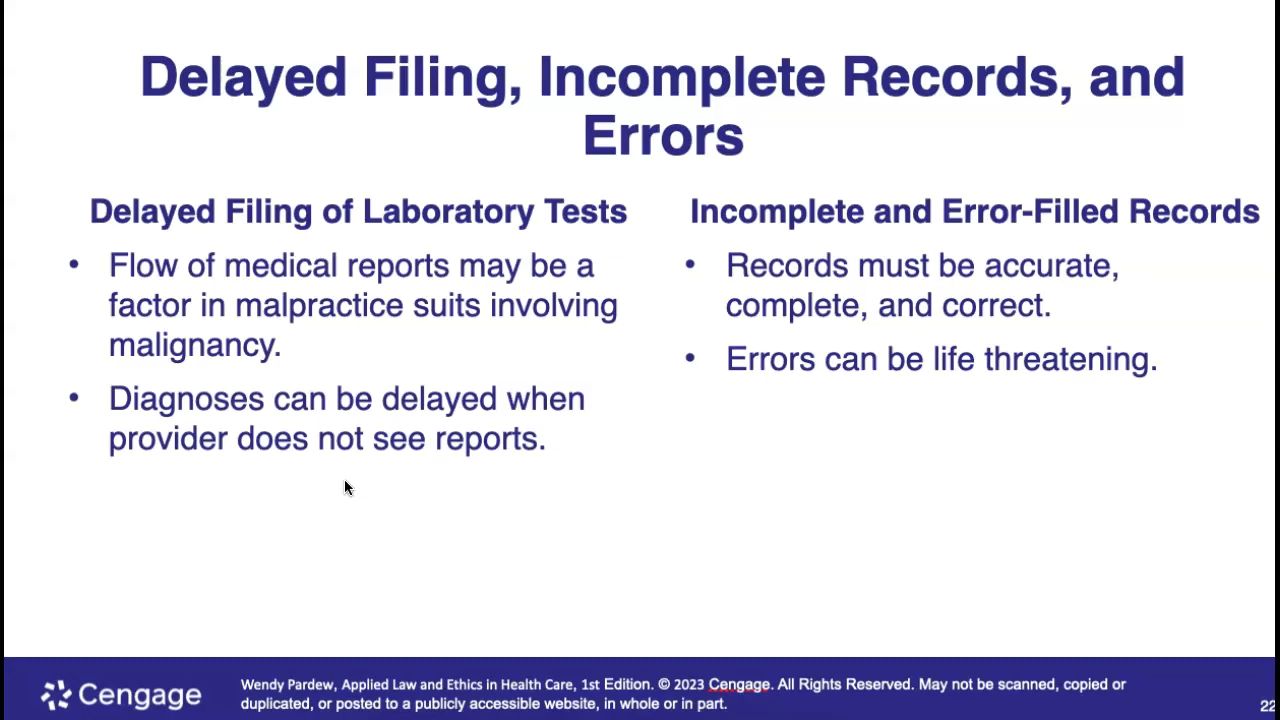 Delayed Filing, Incomplete Records, and
Errors
Delayed Filing of Laboratory Tests
• Flow of medical reports may be a
factor in malpractice suits involving
malignancy.
• Diagnoses can be delayed when
provider does not see reports.
Incomplete and Error-Filled Records
• Records must be accurate,
complete, and correct.
• Errors can be life threatening.
Cengage
Wendy Pardew, Applied Law and Ethics in Health Care, 1st Edition. © 2023 Cengage. All Rights Reserved. May not be scanned, copied or
duplicated, or posted to a publicly accessible website, in whole or in part.
22